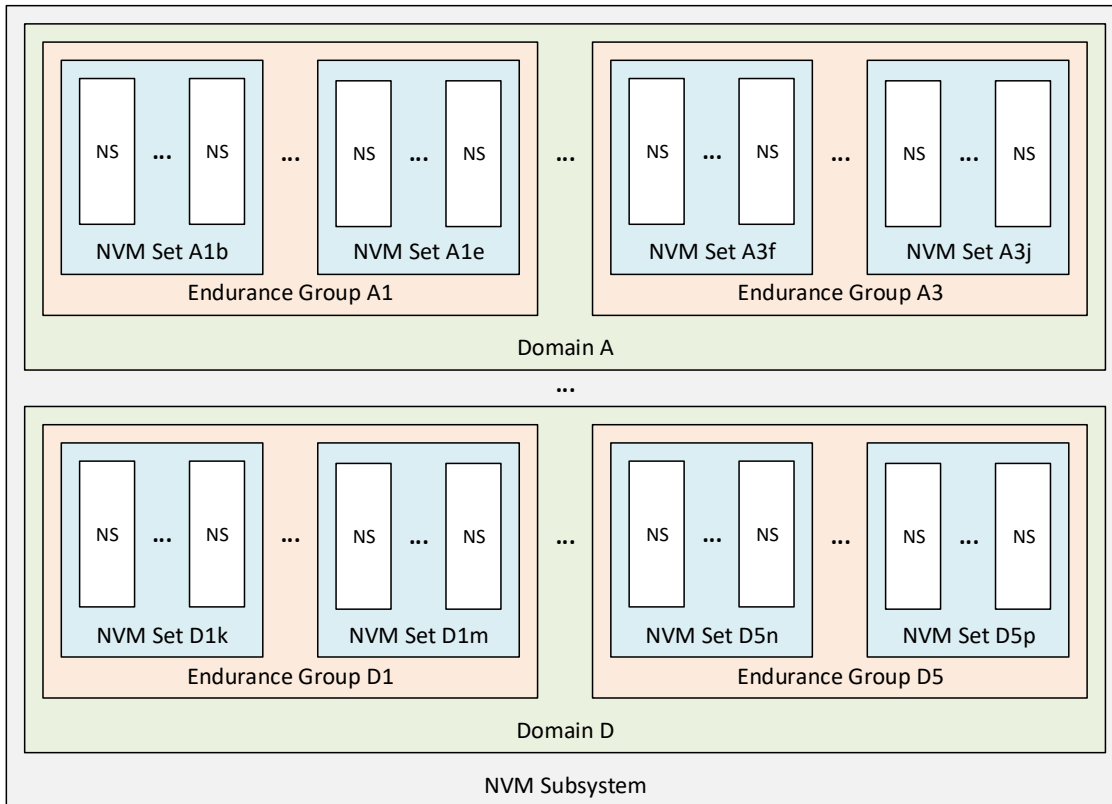 NS ... NS ... NS ... NS ... NS ... NS ... NS ... NS
NVM Set A1b NVM Set A1e NVM Set A3f NVM Set A3j
Endurance Group A1 Endurance Group A3
Domain A
...
NS ... NS ... NS ... NS ... NS ... NS ... NS ... NS
NVM Set D1k NVM Set D1m NVM Set D5n NVM Set D5p
Endurance Group D1 Endurance Group D5
Domain D
NVM Subsystem